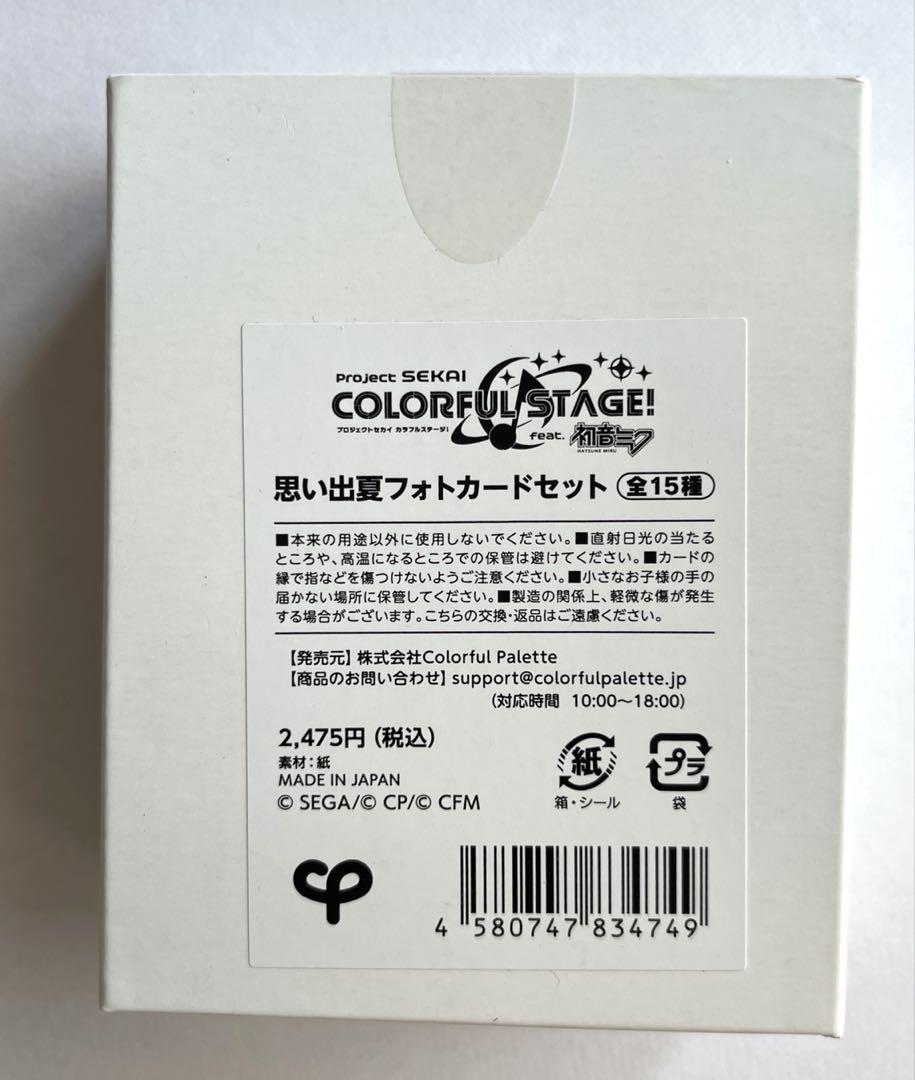 Project SEKAI
COLORFUL STAGE!
プロジェクトセカイ カラフルステージ!
feat. 初音ミク
HATSUNE MIKU
思い出夏フォトカードセット 全15種
■本来の用途以外に使用しないでください。■直射日光の当たる
ところや、高温になるところでの保管は避けてください。■カードの
縁で指などを傷つけないようご注意ください。■小さなお子様の手の
届かない場所に保管してください。■製造の関係上、軽微な傷が発生
する場合がございます。こちらの交換・返品はご遠慮ください。
【発売元】株式会社Colorful Palette
【商品のお問い合わせ】support@colorfulpalette.jp
(対応時間 10:00〜18:00)
2,475円(税込)
素材:紙
MADE IN JAPAN
© SEGA/© CP/© CFM
紙
箱・シール
プラ
袋
cp
4 580747 834749